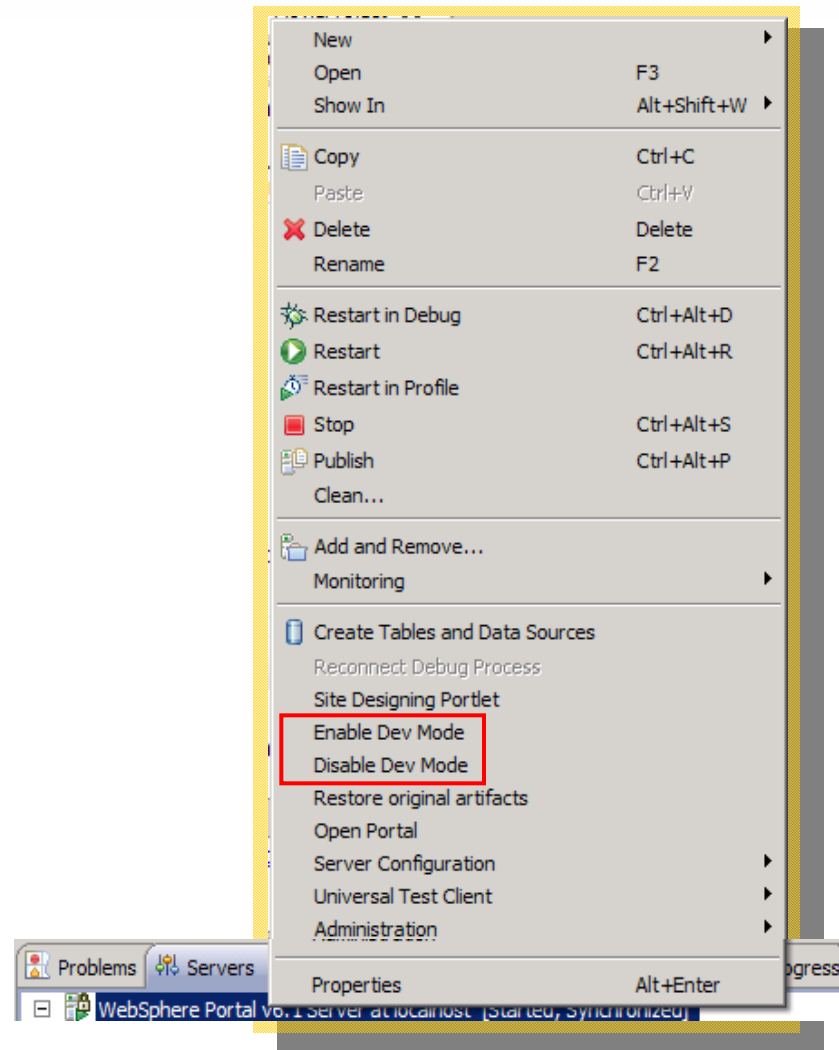 New
Open F3
Show In Alt+Shift+W
Copy Ctrl+C
Paste Ctrl+V
Delete Delete
Rename F2
Restart in Debug Ctrl+Alt+D
Restart Ctrl+Alt+R
Restart in Profile
Stop Ctrl+Alt+S
Publish Ctrl+Alt+P
Clean...
Add and Remove...
Monitoring
Create Tables and Data Sources
Reconnect Debug Process
Site Designing Portlet
Enable Dev Mode
Disable Dev Mode
Restore original artifacts
Open Portal
Server Configuration
Universal Test Client
Administration
Problems Servers ogress
Properties Alt+Enter
WebSphere Portal v6.1 Server at localhost [Started, Synchronized]